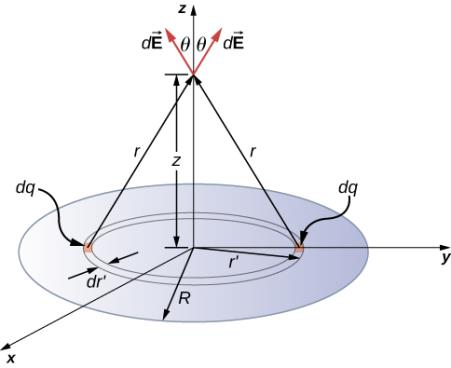 z
dE⃗ θ θ dE⃗
r z r
dq dq
y
r'
dr'
R
x